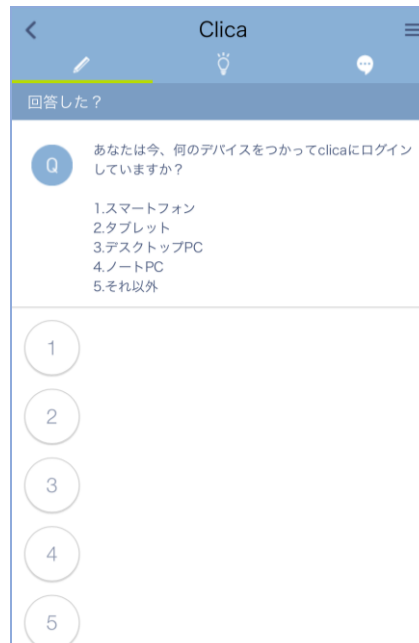 Clica
回答した？
Q
あなたは今、何のデバイスをつかってclicaにログイン
していますか？
1.スマートフォン
2.タブレット
3.デスクトップPC
4.ノートPC
5.それ以外
1
2
3
4
5